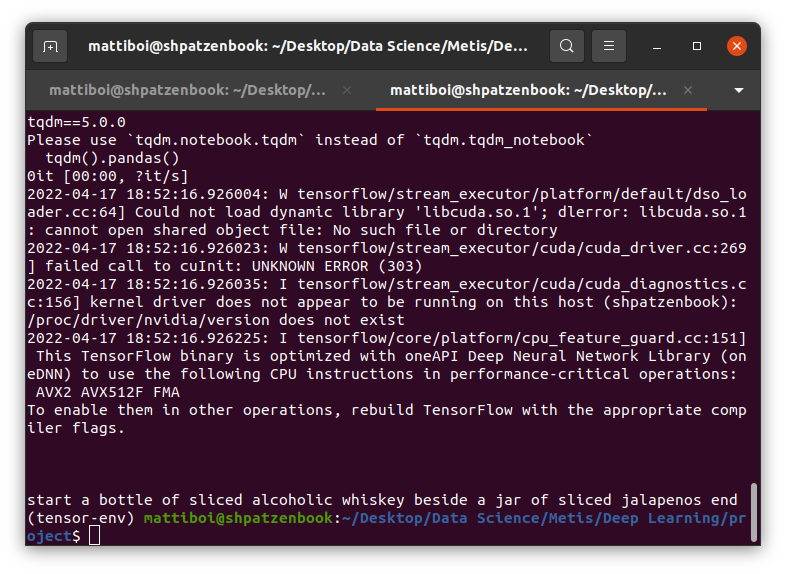 mattiboi@shpatzenbook: ~/Desktop/Data Science/Metis/De...
mattiboi@shpatzenbook: ~/Desktop/...
mattiboi@shpatzenbook: ~/Desktop/...
tqdm==5.0.0
Please use `tqdm.notebook.tqdm` instead of `tqdm.tqdm_notebook`
  tqdm().pandas()
0it [00:00, ?it/s]
2022-04-17 18:52:16.926004: W tensorflow/stream_executor/platform/default/dso_lo
ader.cc:64] Could not load dynamic library 'libcuda.so.1'; dlerror: libcuda.so.1
: cannot open shared object file: No such file or directory
2022-04-17 18:52:16.926023: W tensorflow/stream_executor/cuda/cuda_driver.cc:269
] failed call to cuInit: UNKNOWN ERROR (303)
2022-04-17 18:52:16.926035: I tensorflow/stream_executor/cuda/cuda_diagnostics.c
c:156] kernel driver does not appear to be running on this host (shpatzenbook):
/proc/driver/nvidia/version does not exist
2022-04-17 18:52:16.926225: I tensorflow/core/platform/cpu_feature_guard.cc:151]
 This TensorFlow binary is optimized with oneAPI Deep Neural Network Library (on
eDNN) to use the following CPU instructions in performance-critical operations:
 AVX2 AVX512F FMA
To enable them in other operations, rebuild TensorFlow with the appropriate comp
iler flags.
start a bottle of sliced alcoholic whiskey beside a jar of sliced jalapenos end
(tensor-env) mattiboi@shpatzenbook:~/Desktop/Data Science/Metis/Deep Learning/pr
oject$